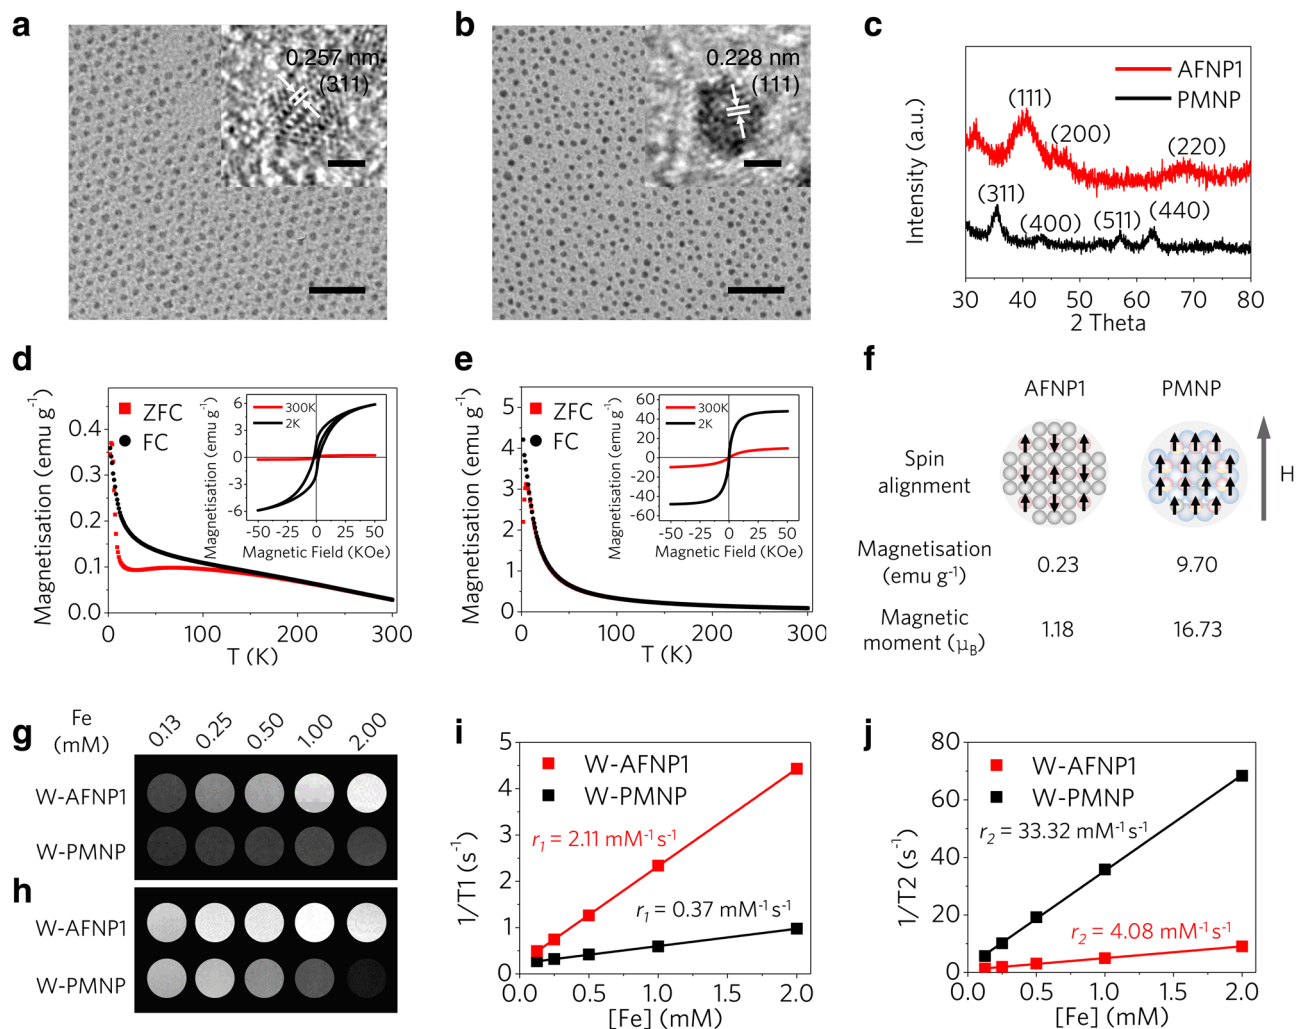 a
0.257 nm
(311)
b
0.228 nm
(111)
c
AFNP1
PMNP
(111)
(200)
(220)
(311)
(400)
(511)
(440)
Intensity (a.u.)
30 40 50 60 70 80
2 Theta
d
Magnetisation (emu g⁻¹)
0.4
0.3
0.2
0.1
0.0
ZFC
FC
0 100 200 300
T (K)
Magnetisation (emu g⁻¹)
6
3
0
-3
-6
300K
2K
-50 -25 0 25 50
Magnetic Field (KOe)
e
Magnetisation (emu g⁻¹)
5
4
3
2
1
0
ZFC
FC
0 100 200 300
T (K)
Magnetisation (emu g⁻¹)
60
40
20
0
-20
-40
-60
300K
2K
-50 -25 0 25 50
Magnetic Field (KOe)
f
AFNP1 PMNP
Spin
alignment
H
Magnetisation
(emu g⁻¹) 0.23 9.70
Magnetic
moment (μB) 1.18 16.73
g
Fe
(mM) 0.13 0.25 0.50 1.00 2.00
W-AFNP1
W-PMNP
h
W-AFNP1
W-PMNP
i
1/T1 (s⁻¹)
5
4
3
2
1
0
W-AFNP1
W-PMNP
r₁ = 2.11 mM⁻¹s⁻¹
r₁ = 0.37 mM⁻¹s⁻¹
0.0 0.5 1.0 1.5 2.0
[Fe] (mM)
j
1/T2 (s⁻¹)
80
60
40
20
0
W-AFNP1
W-PMNP
r₂ = 33.32 mM⁻¹s⁻¹
r₂ = 4.08 mM⁻¹s⁻¹
0.0 0.5 1.0 1.5 2.0
[Fe] (mM)